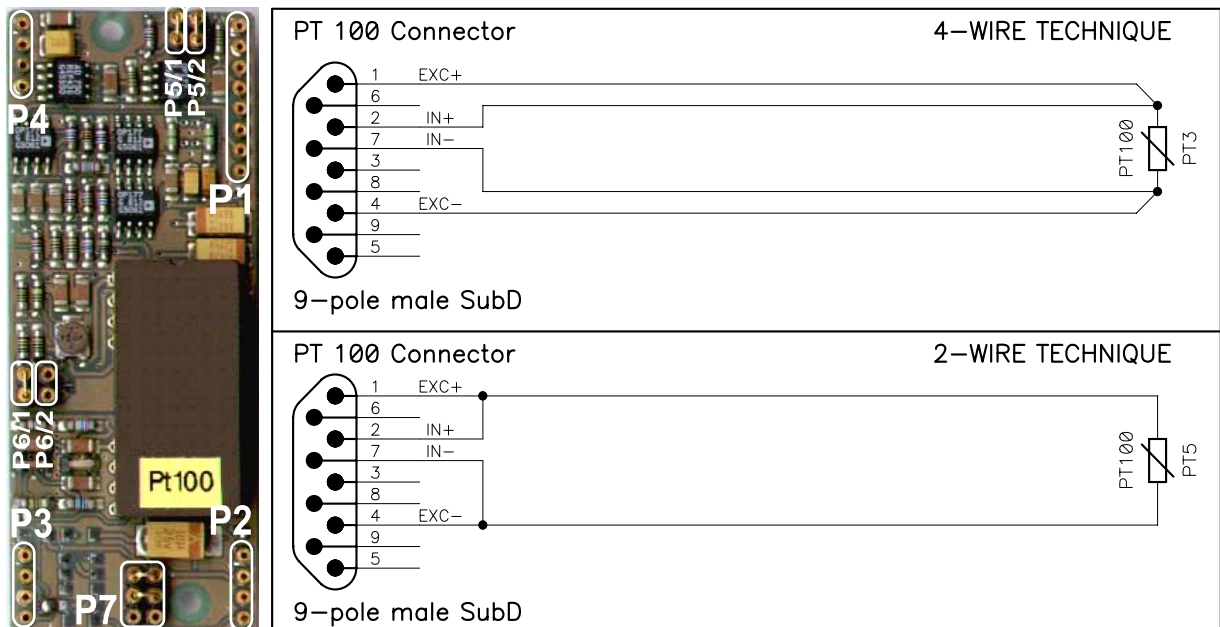 P4
P5/1
P5/2
P1
P6/1
P6/2
Pt100
P3
P2
P7
PT 100 Connector
4-WIRE TECHNIQUE
1 EXC+
6
2 IN+
7 IN-
3
8
4 EXC-
9
5
PT100
PT3
9-pole male SubD
PT 100 Connector
2-WIRE TECHNIQUE
1 EXC+
6
2 IN+
7 IN-
3
8
4 EXC-
9
5
PT100
PT5
9-pole male SubD